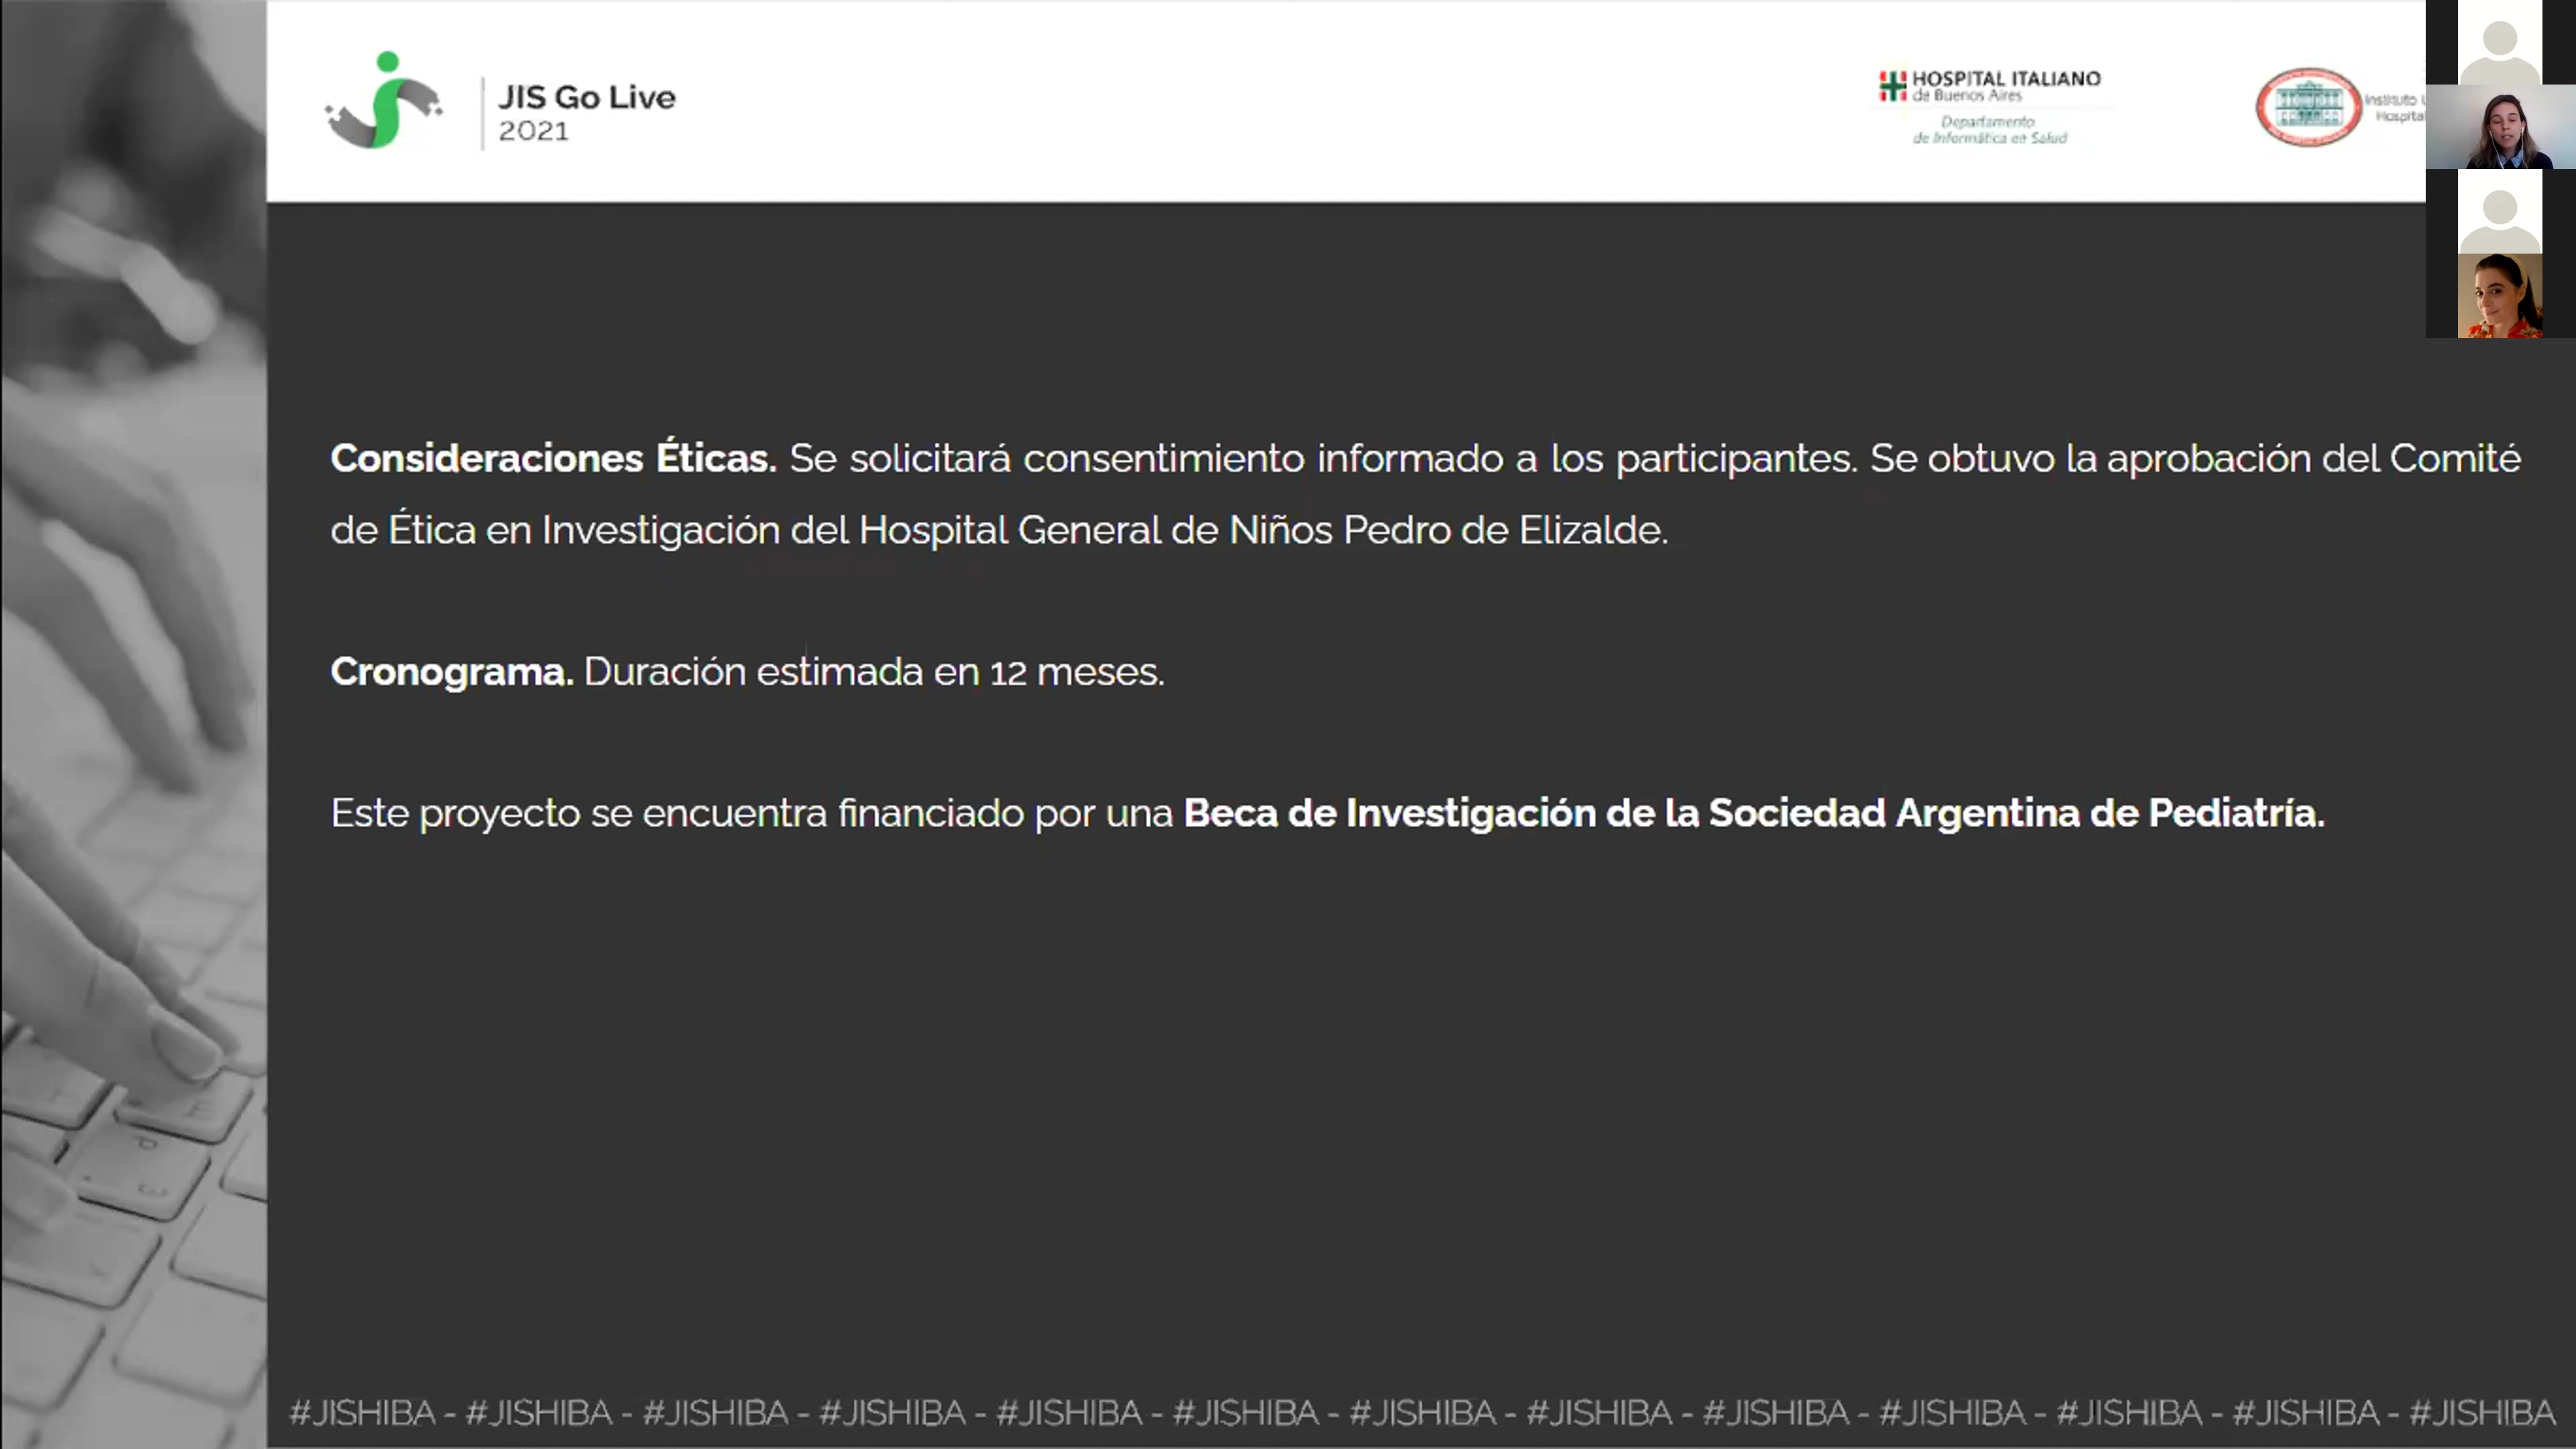 JIS Go Live
2021
HOSPITAL ITALIANO
de Buenos Aires
Departamento
de Informática en Salud
Instituto
Hospital
Consideraciones Éticas. Se solicitará consentimiento informado a los participantes. Se obtuvo la aprobación del Comité
de Ética en Investigación del Hospital General de Niños Pedro de Elizalde.
Cronograma. Duración estimada en 12 meses.
Este proyecto se encuentra financiado por una Beca de Investigación de la Sociedad Argentina de Pediatría.
#JISHIBA - #JISHIBA - #JISHIBA - #JISHIBA - #JISHIBA - #JISHIBA - #JISHIBA - #JISHIBA - #JISHIBA - #JISHIBA - #JISHIBA - #JISHIBA - #JISHIBA